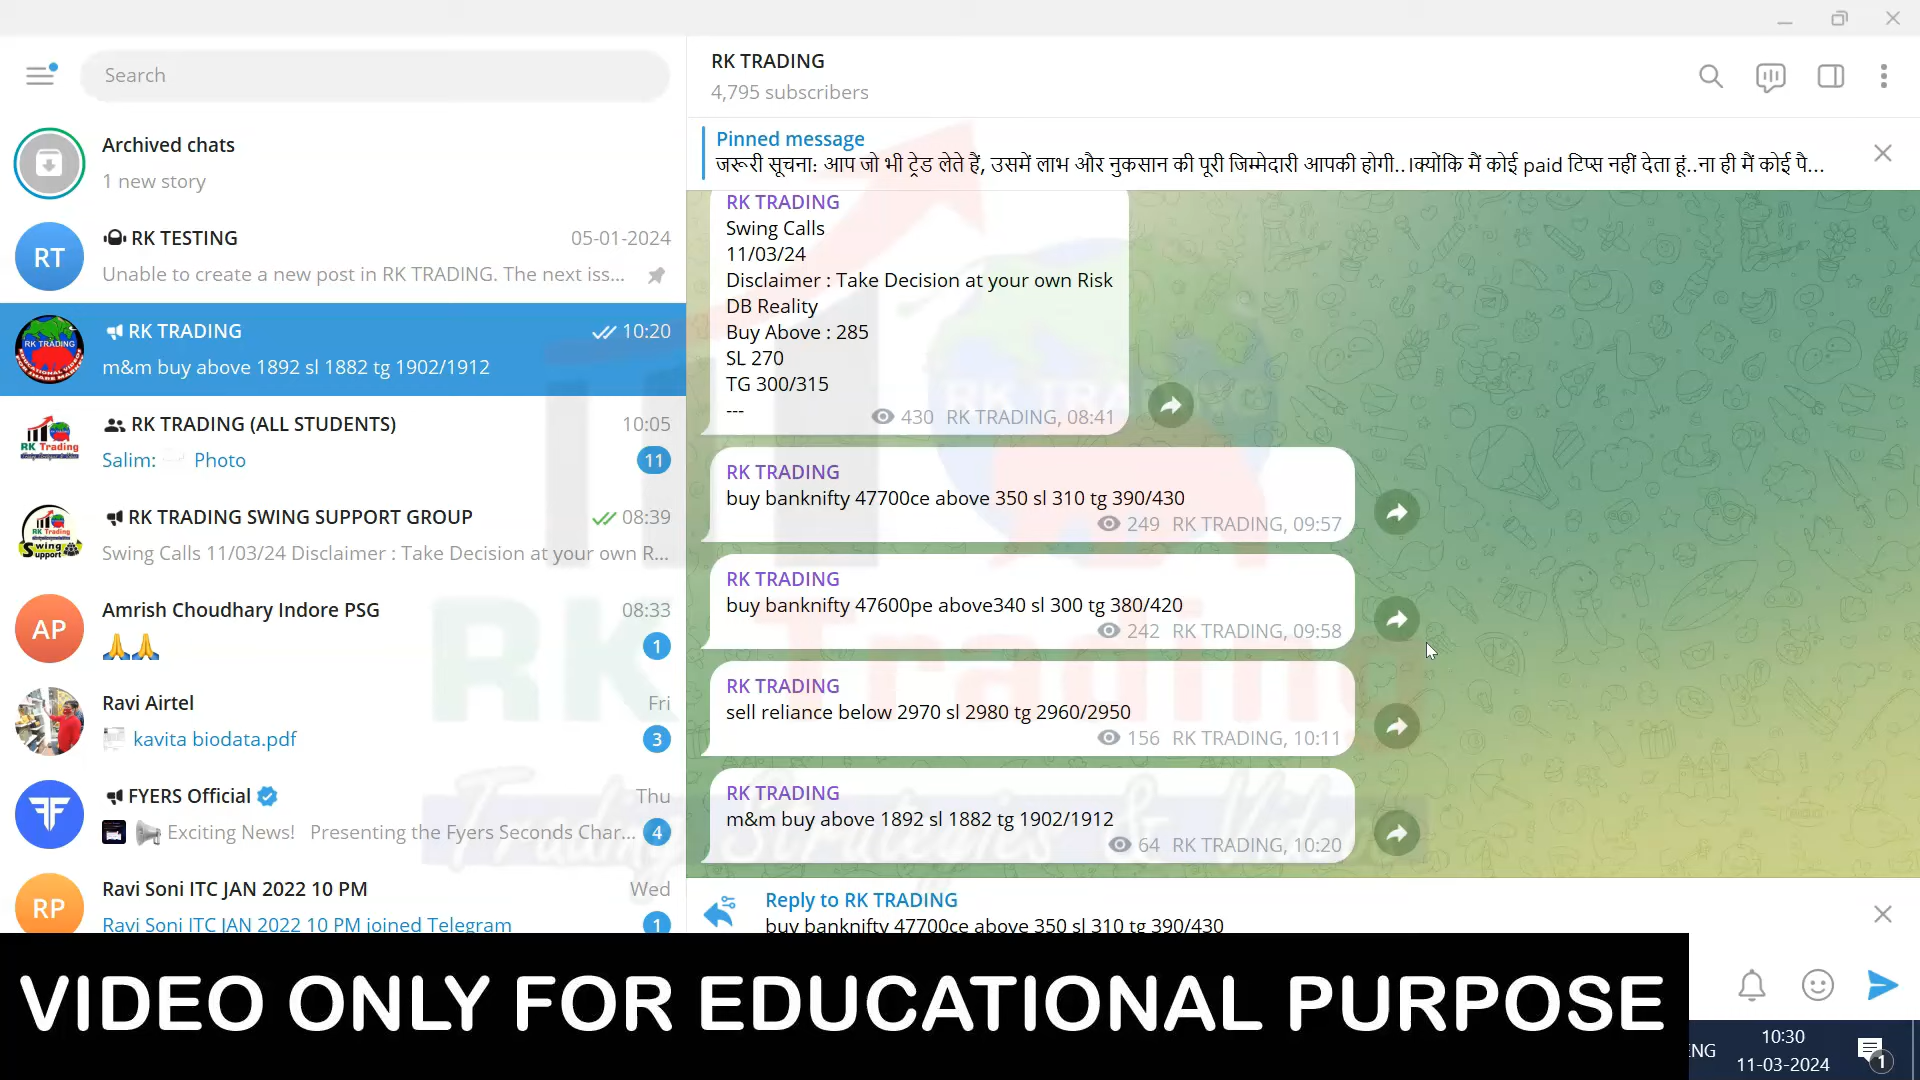 Search
Archived chats
1 new story
RT
RK TESTING 05-01-2024
Unable to create a new post in RK TRADING. The next iss...
RK TRADING 10:20
m&m buy above 1892 sl 1882 tg 1902/1912
RK TRADING (ALL STUDENTS) 10:05
Salim: Photo 11
RK TRADING SWING SUPPORT GROUP 08:39
Swing Calls 11/03/24 Disclaimer : Take Decision at your own R...
AP
Amrish Choudhary Indore PSG 08:33
🙏🙏 1
Ravi Airtel Fri
kavita biodata.pdf 3
FYERS Official Thu
Exciting News! Presenting the Fyers Seconds Char... 4
RP
Ravi Soni ITC JAN 2022 10 PM Wed
Ravi Soni ITC JAN 2022 10 PM joined Telegram 1
RK TRADING
4,795 subscribers
Pinned message
जरूरी सूचना: आप जो भी ट्रेड लेते हैं, उसमें लाभ और नुकसान की पूरी जिम्मेदारी आपकी होगी..।क्योंकि मैं कोई paid टिप्स नहीं देता हूं..ना ही मैं कोई पै...
RK TRADING
Swing Calls
11/03/24
Disclaimer : Take Decision at your own Risk
DB Reality
Buy Above : 285
SL 270
TG 300/315
---
430 RK TRADING, 08:41
RK TRADING
buy banknifty 47700ce above 350 sl 310 tg 390/430
249 RK TRADING, 09:57
RK TRADING
buy banknifty 47600pe above340 sl 300 tg 380/420
242 RK TRADING, 09:58
RK TRADING
sell reliance below 2970 sl 2980 tg 2960/2950
156 RK TRADING, 10:11
RK TRADING
m&m buy above 1892 sl 1882 tg 1902/1912
64 RK TRADING, 10:20
Reply to RK TRADING
buy banknifty 47700ce above 350 sl 310 tg 390/430
RK TRADING
RK Trading
Trading Strategies & Videos
VIDEO ONLY FOR EDUCATIONAL PURPOSE
ENG
10:30
11-03-2024
1